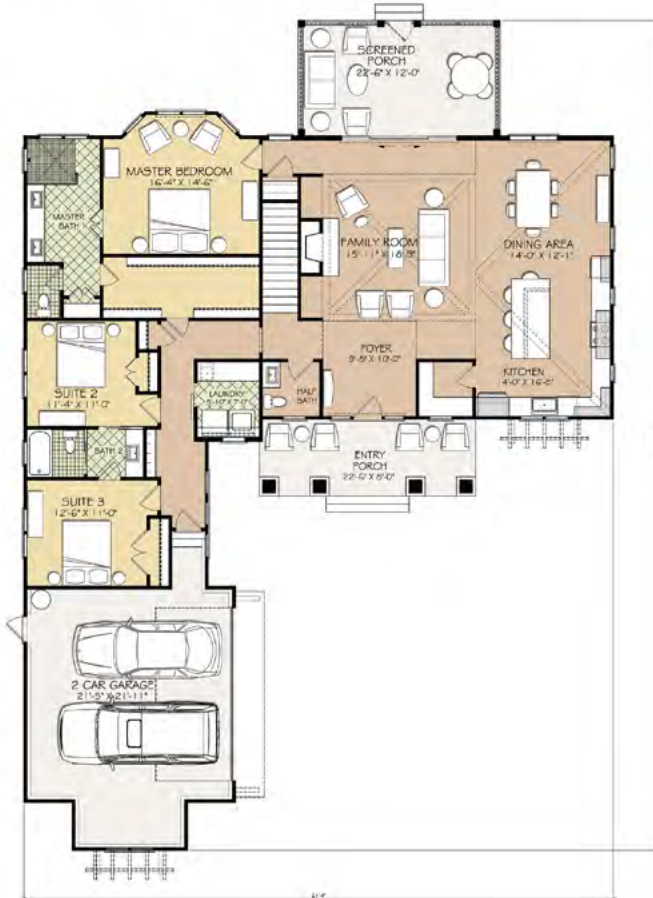 SCREENED
PORCH
22'-6" X 12'-0"
MASTER BEDROOM
16'-4" X 14'-6"
MASTER
BATH
FAMILY ROOM
15'-11" X 18'-9"
DINING AREA
14'-0" X 12'-1"
FOYER
9'-8" X 10'-0"
KITCHEN
14'-0" X 16'-8"
SUITE 2
11'-4" X 11'-0"
LAUNDRY
HALF
BATH
BATH 2
ENTRY
PORCH
22'-6" X 8'-0"
SUITE 3
12'-6" X 11'-0"
2 CAR GARAGE
21'-5" X 21'-11"